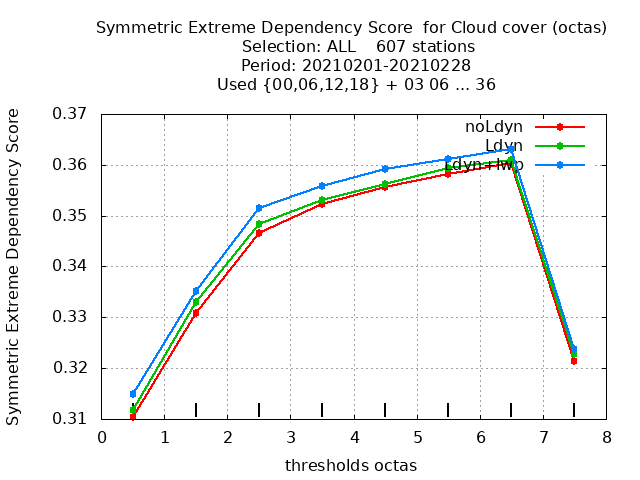 Symmetric Extreme Dependency Score  for Cloud cover (octas)
Selection: ALL    607 stations
Period: 20210201-20210228
Used {00,06,12,18} + 03 06 ... 36
Symmetric Extreme Dependency Score
0.37
0.36
0.35
0.34
0.33
0.32
0.31
noLdyn
Ldyn
Ldyn+lwp
0 1 2 3 4 5 6 7 8
thresholds octas